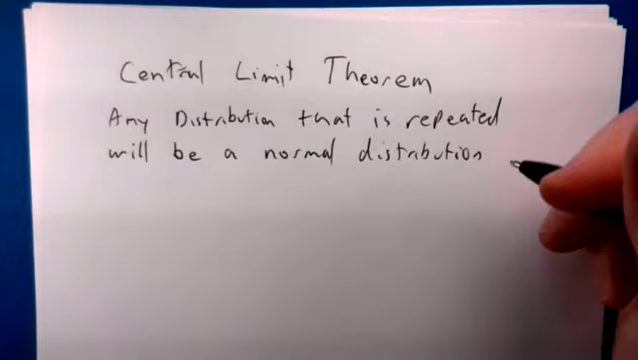 Central Limit Theorem
Any Distribution that is repeated
will be a normal distribution